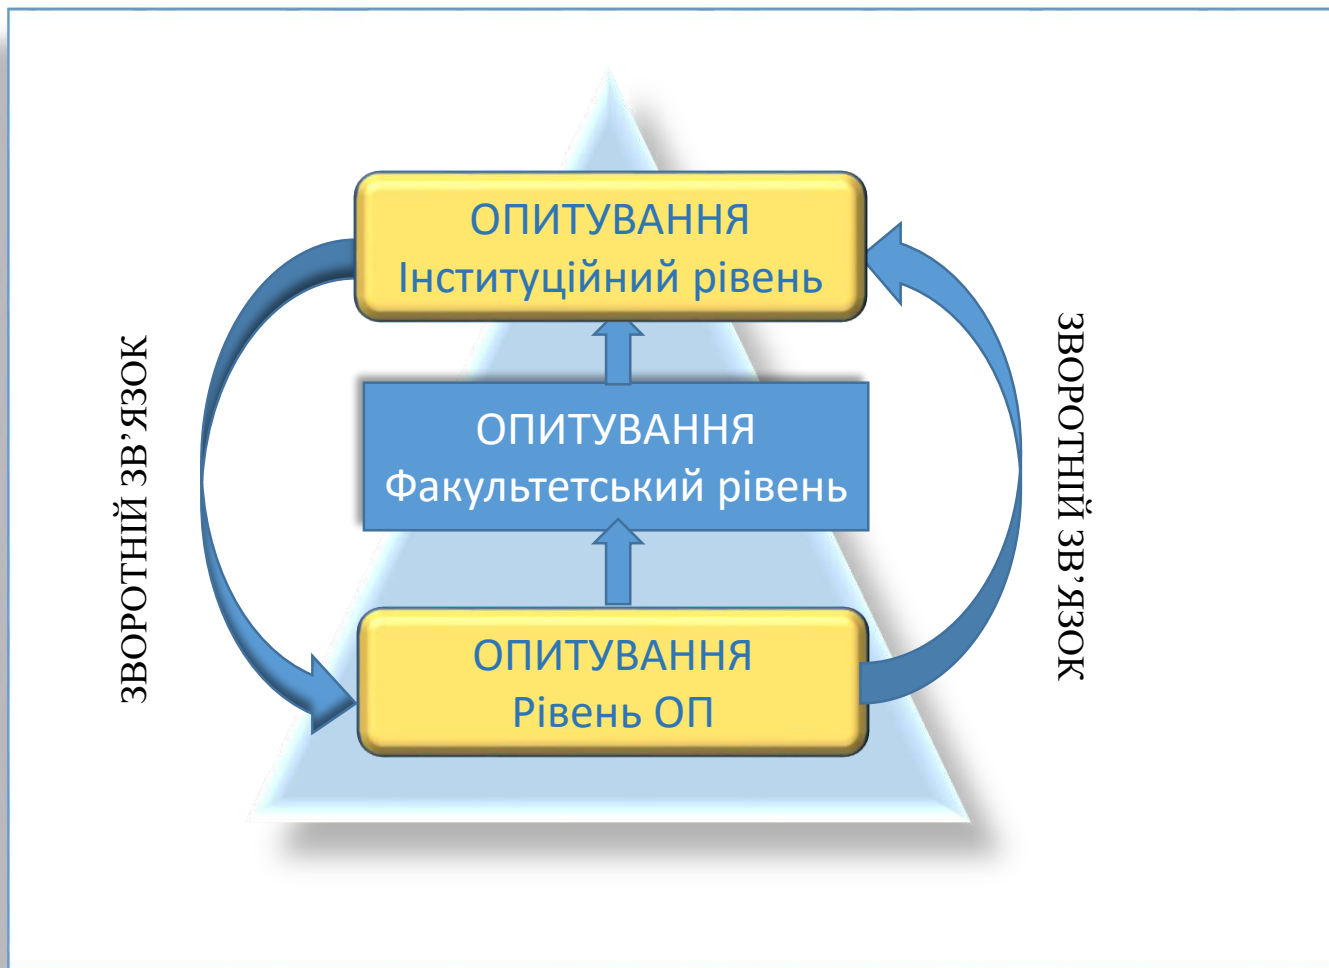 ОПИТУВАННЯ
Інституційний рівень
ОПИТУВАННЯ
Факультетський рівень
ОПИТУВАННЯ
Рівень ОП
ЗВОРОТНІЙ ЗВ’ЯЗОК
ЗВОРОТНІЙ ЗВ’ЯЗОК